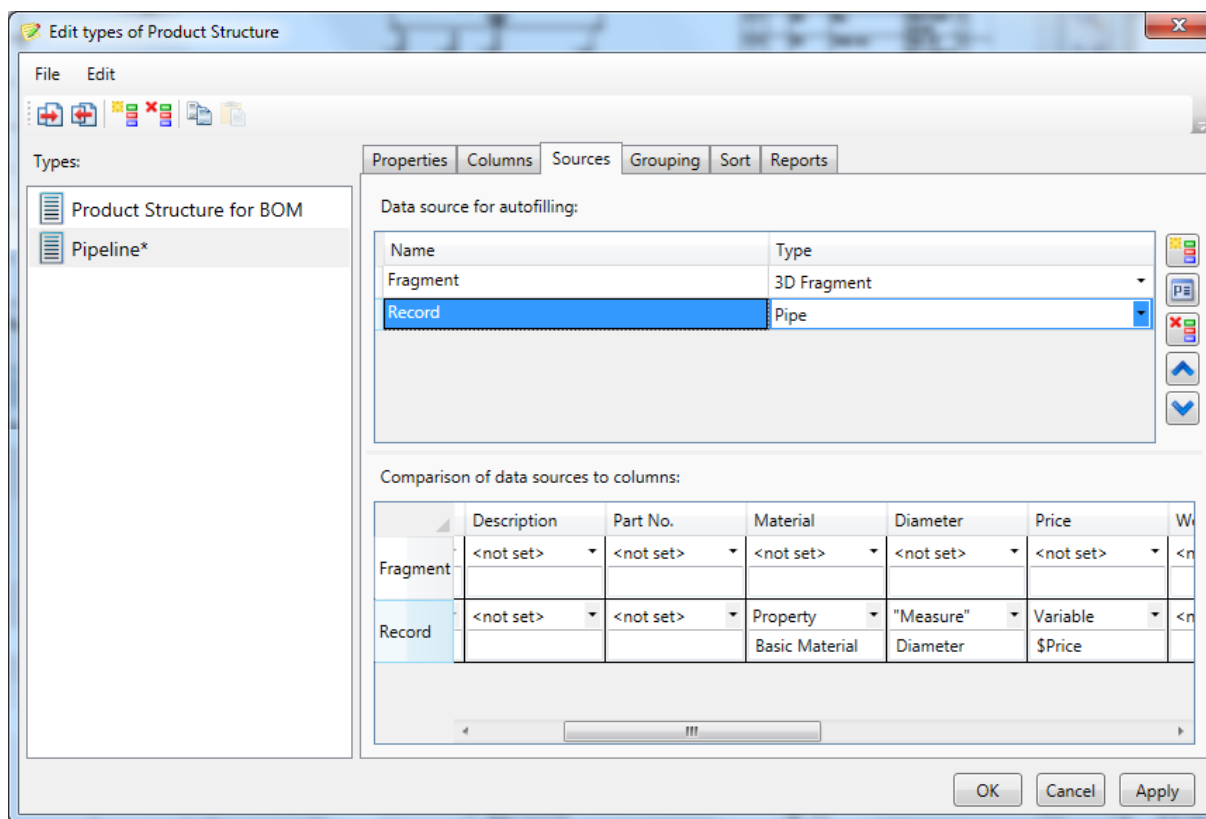 Edit types of Product Structure
File Edit
Types:
Properties Columns Sources Grouping Sort Reports
Product Structure for BOM
Pipeline*
Data source for autofilling:
Name Type
Fragment 3D Fragment
Record Pipe
Comparison of data sources to columns:
Description Part No. Material Diameter Price
Fragment <not set> <not set> <not set> <not set> <not set>
Record <not set> <not set> Property "Measure" Variable
Basic Material Diameter $Price
OK Cancel Apply